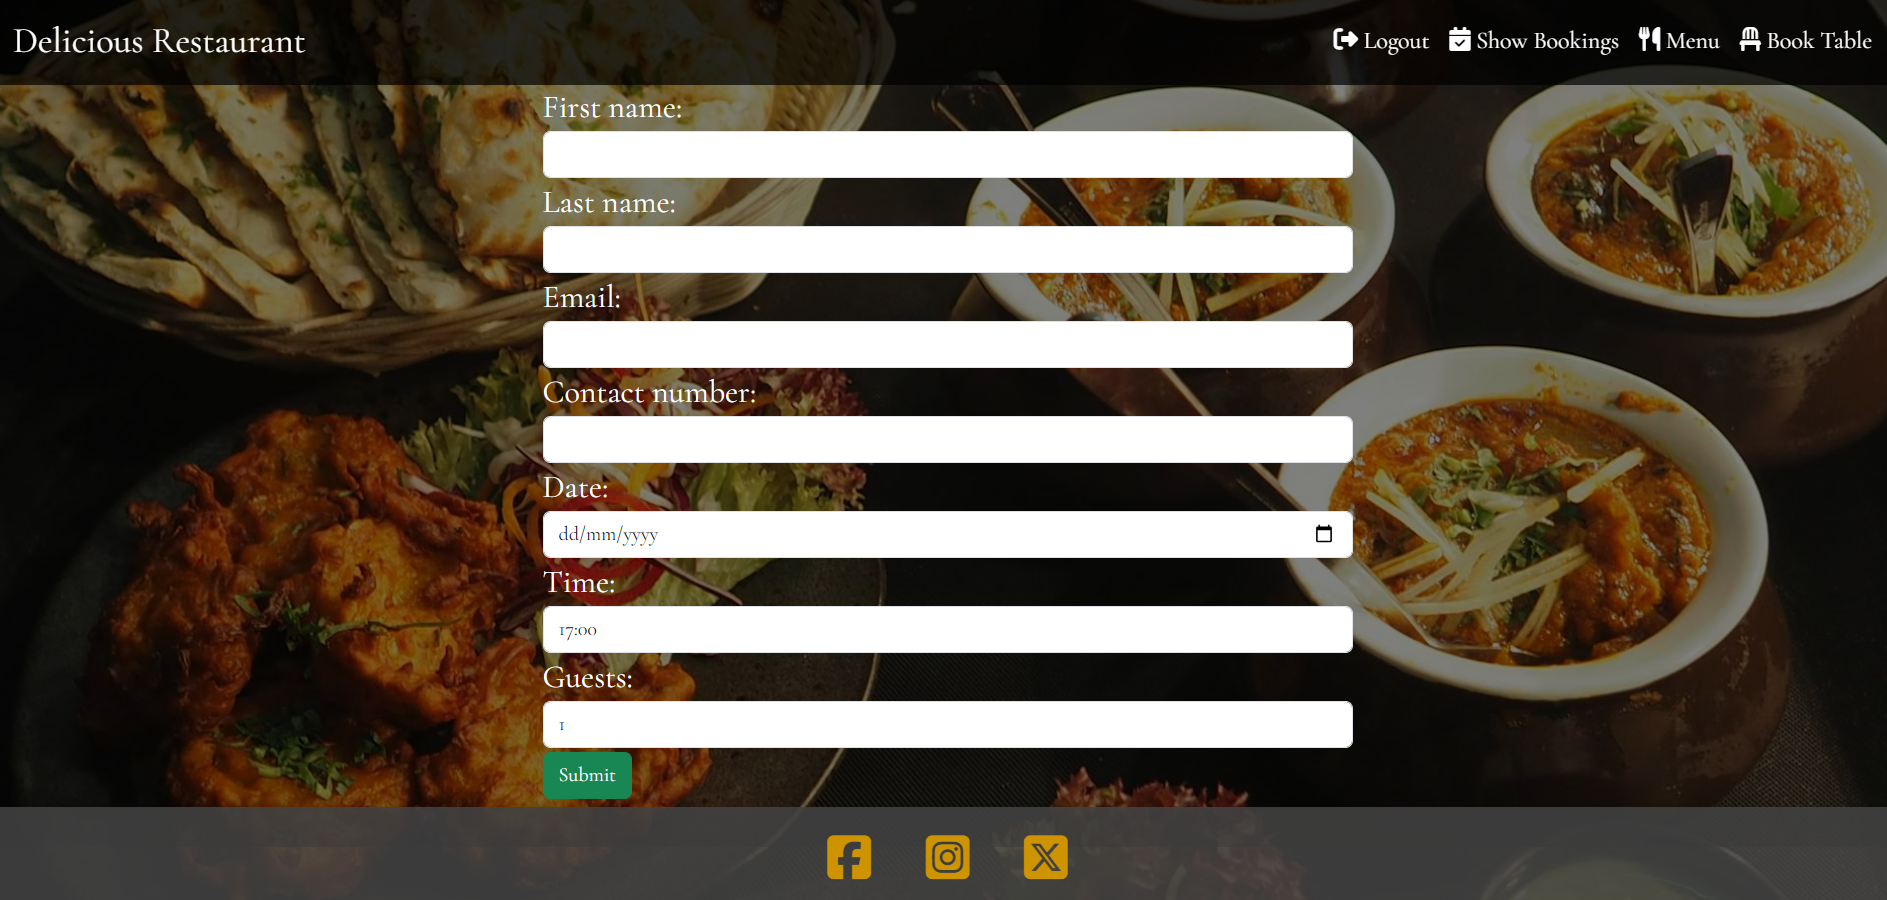 Delicious Restaurant
Logout Show Bookings Menu Book Table
First name:
Last name:
Email:
Contact number:
Date:
dd/mm/yyyy
Time:
17:00
Guests:
1
Submit